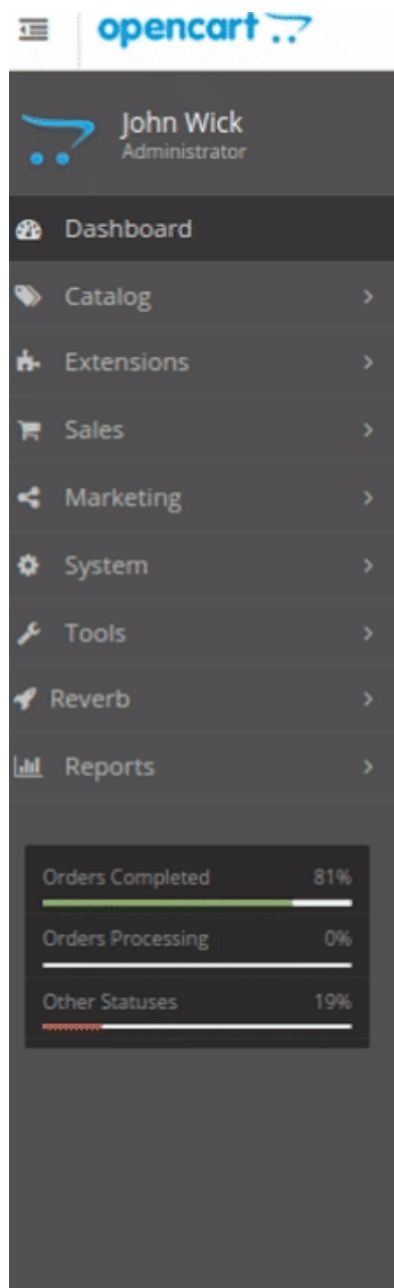 opencart
John Wick
Administrator
Dashboard
Catalog
Extensions
Sales
Marketing
System
Tools
Reverb
Reports
Orders Completed 81%
Orders Processing 0%
Other Statuses 19%